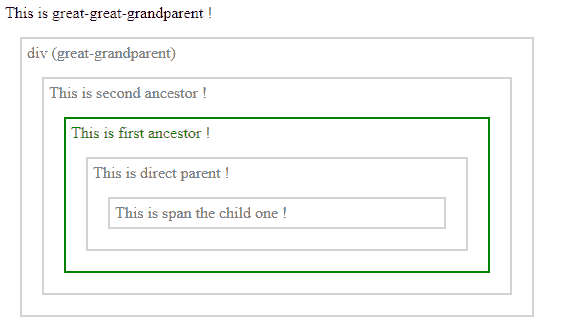 This is great-great-grandparent !
div (great-grandparent)
This is second ancestor !
This is first ancestor !
This is direct parent !
This is span the child one !